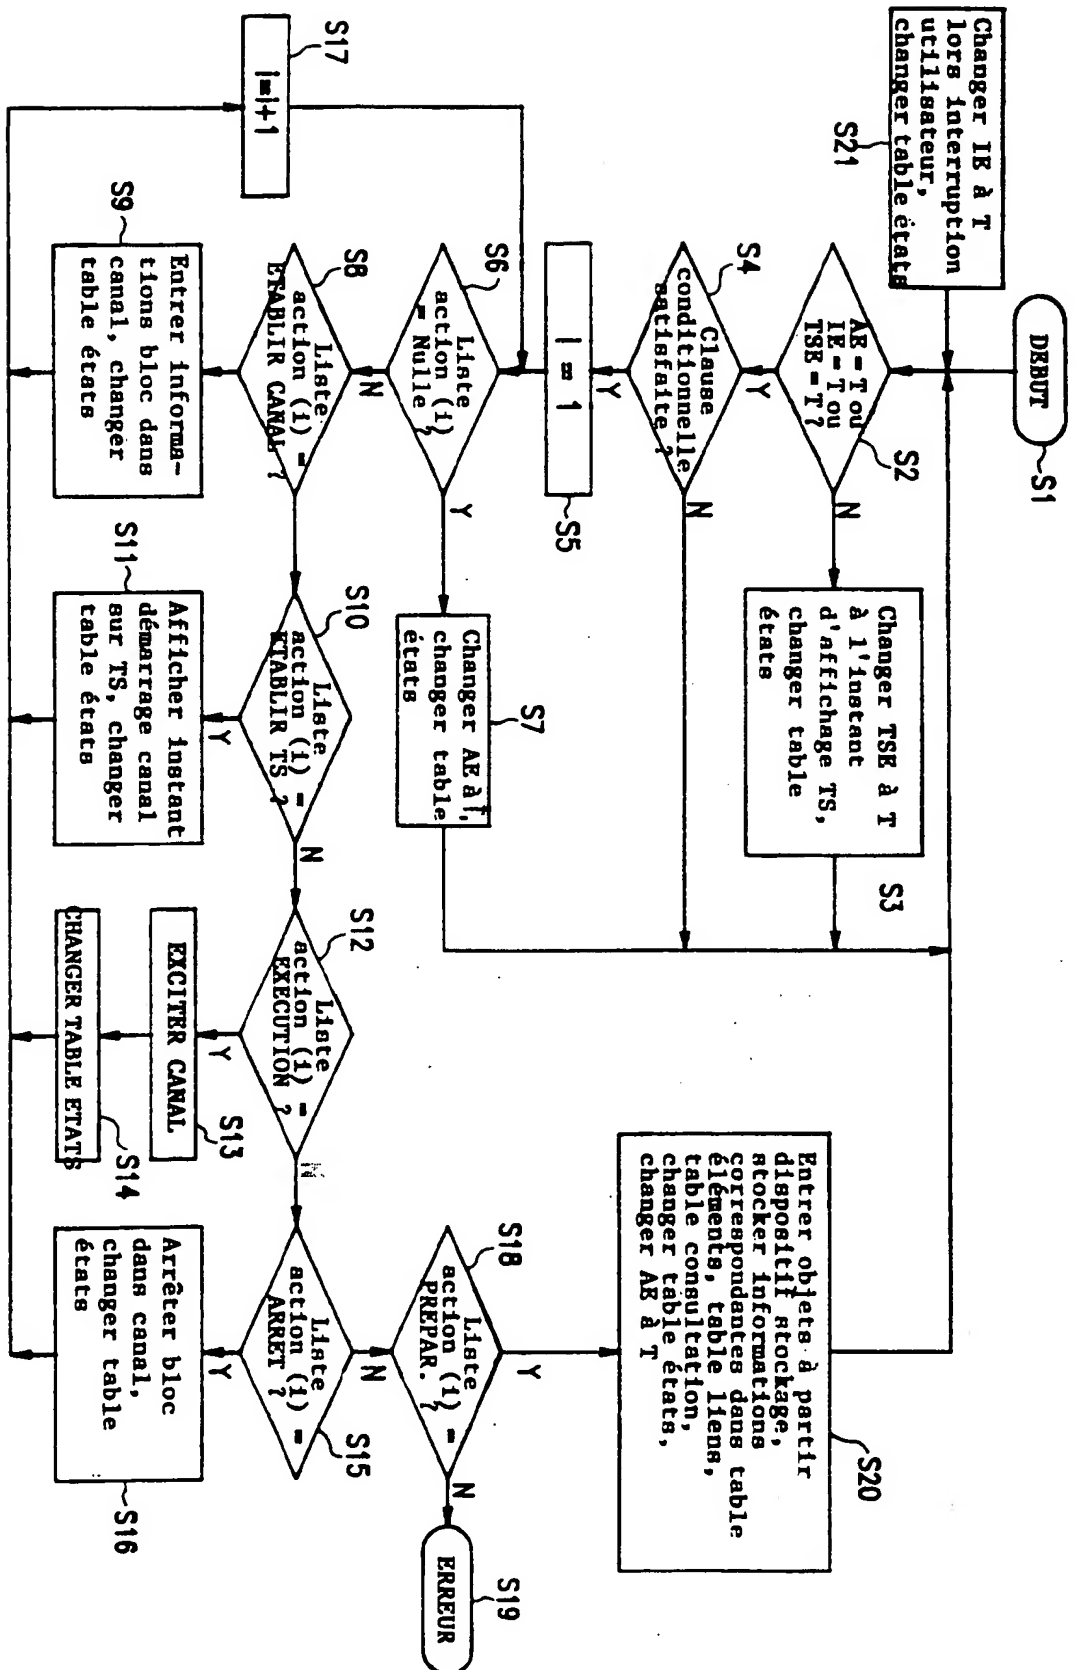 DEBUT
S1
Changer IE à T
lors interruption
utilisateur,
changer table états
S21
AE = T ou
IE = T ou
TSE = T ?
S2
N
Y
Changer TSE à T
à l'instant
d'affichage TS,
changer table
états
S3
Clause
conditionnelle
satisfaite ?
S4
N
Y
I = 1
S5
Liste
action (i)
= Nulle
?
S6
Y
N
Changer AE à
changer table
états
S7
I=I+1
S17
Liste
action (i) =
ETABLIR CANAL ?
S8
Y
Entrer informa-
tions bloc dans
canal, changer
table états
S9
Liste
action (i) =
ETABLIR TS ?
S10
N
Y
Afficher instant
démarrage canal
sur TS, changer
table états
S11
Liste
action (i) =
EXECUTION ?
S12
N
Y
EXCITER CANAL
S13
CHANGER TABLE ETATS
S14
Liste
action (i) =
ARRET ?
S15
N
Y
Arrêter bloc
dans canal,
changer table
états
S16
Liste
action (i) =
PREPAR. ?
S18
Y
N
ERREUR
S19
Entrer objets à partir
dispositif stockage,
stocker informations
correspondantes dans table
éléments, table liens,
table consultation,
changer table états,
changer AE à T
S20